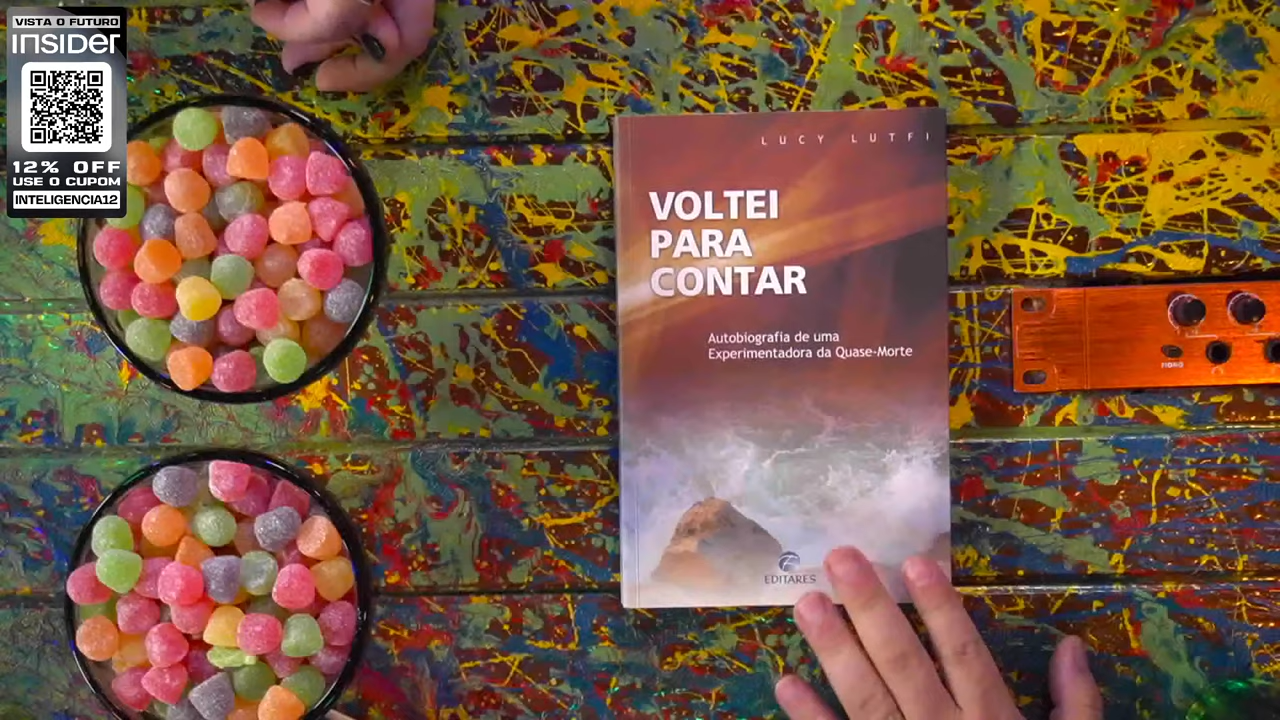 VISTA O FUTURO
INSIDER
12% OFF
USE O CUPOM
INTELIGENCIA12
LUCY LUTFI
VOLTEI
PARA
CONTAR
Autobiografia de uma
Experimentadora da Quase-Morte
EDITARES